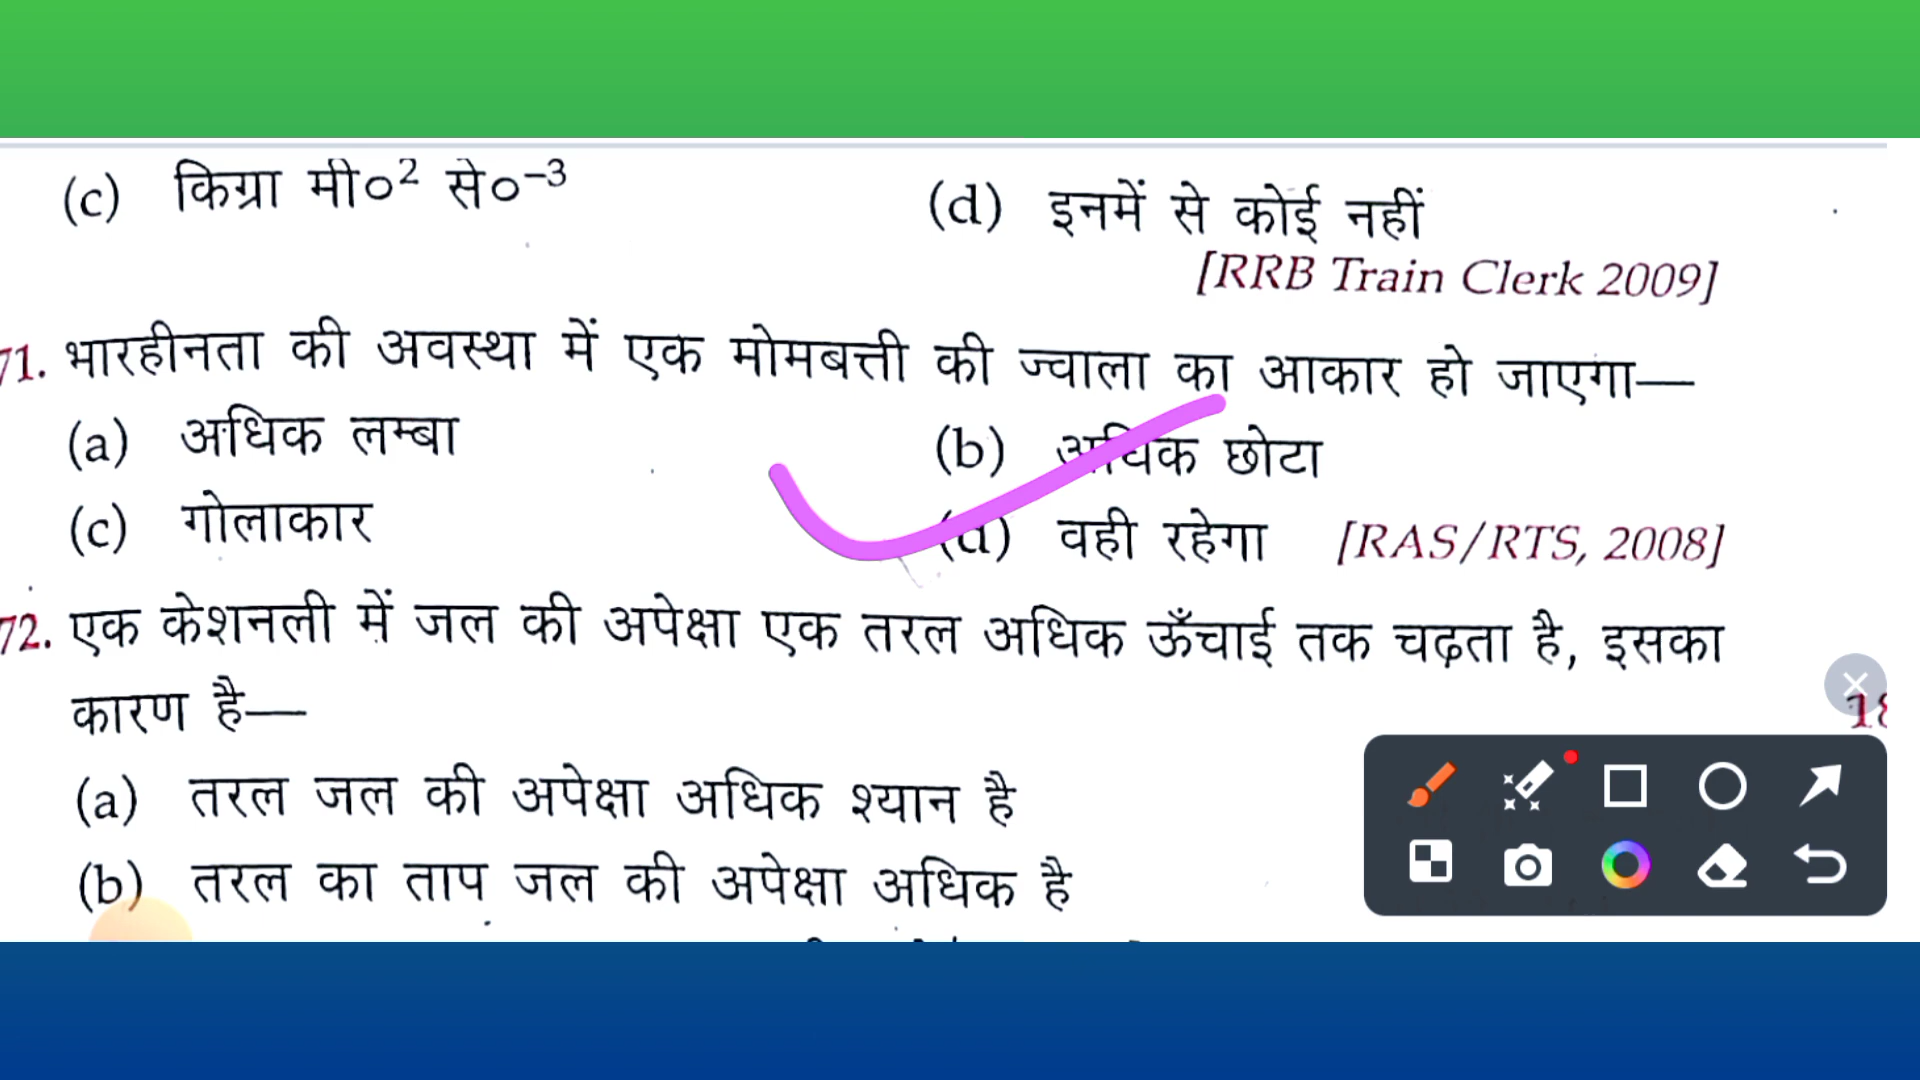 (c) किग्रा मी०² से०⁻³ (d) इनमें से कोई नहीं
[RRB Train Clerk 2009]
71. भारहीनता की अवस्था में एक मोमबत्ती की ज्वाला का आकार हो जाएगा—
(a) अधिक लम्बा (b) अधिक छोटा
(c) गोलाकार (d) वही रहेगा [RAS/RTS, 2008]
72. एक केशनली में जल की अपेक्षा एक तरल अधिक ऊँचाई तक चढ़ता है, इसका
कारण है—
(a) तरल जल की अपेक्षा अधिक श्यान है
(b) तरल का ताप जल की अपेक्षा अधिक है